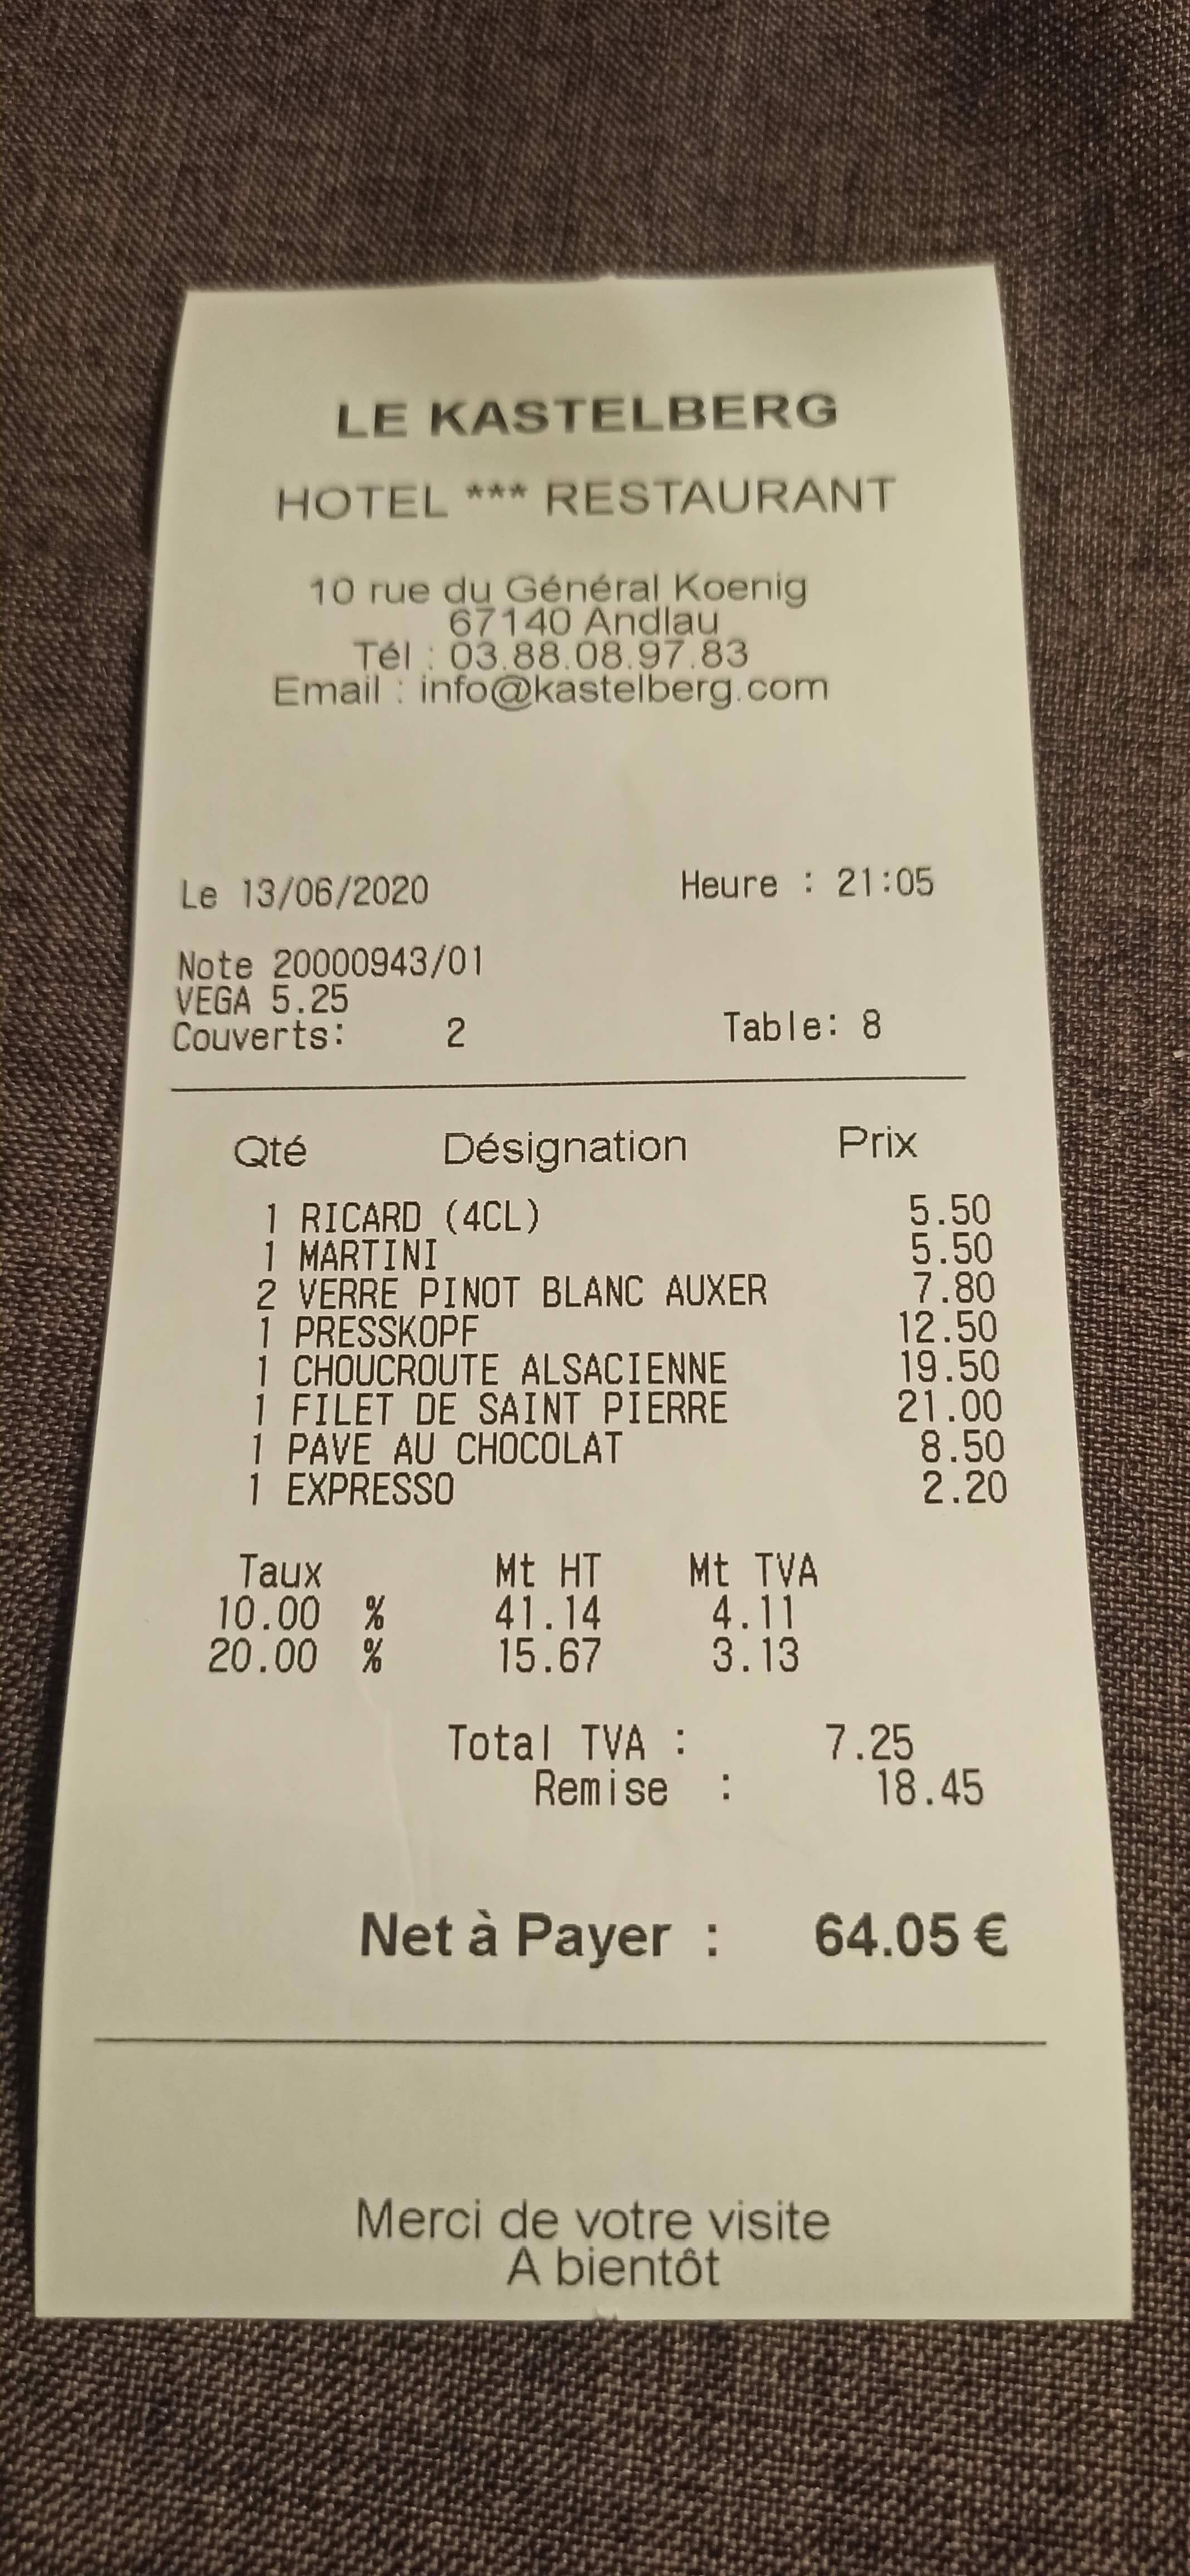 LE KASTELBERG
HOTEL *** RESTAURANT
10 rue du Général Koenig
67140 Andlau
Tél : 03.88.08.97.83
Email : info@kastelberg.com
Le 13/06/2020 Heure : 21:05
Note 20000943/01
VEGA 5.25
Couverts: 2 Table: 8
Qté Désignation Prix
1 RICARD (4CL) 5.50
1 MARTINI 5.50
2 VERRE PINOT BLANC AUXER 7.80
1 PRESSKOPF 12.50
1 CHOUCROUTE ALSACIENNE 19.50
1 FILET DE SAINT PIERRE 21.00
1 PAVE AU CHOCOLAT 8.50
1 EXPRESSO 2.20
Taux Mt HT Mt TVA
10.00 % 41.14 4.11
20.00 % 15.67 3.13
Total TVA : 7.25
Remise : 18.45
Net à Payer : 64.05 €
Merci de votre visite
A bientôt